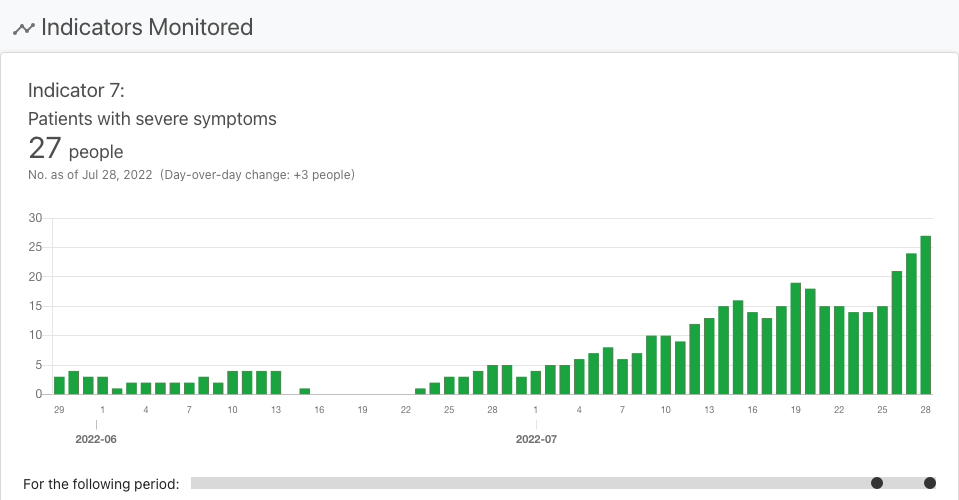 Indicators Monitored
Indicator 7:
Patients with severe symptoms
27 people
No. as of Jul 28, 2022 (Day-over-day change: +3 people)
30
25
20
15
10
5
0
29 1 4 7 10 13 16 19 22 25 28 1 4 7 10 13 16 19 22 25 28
2022-06 2022-07
For the following period: